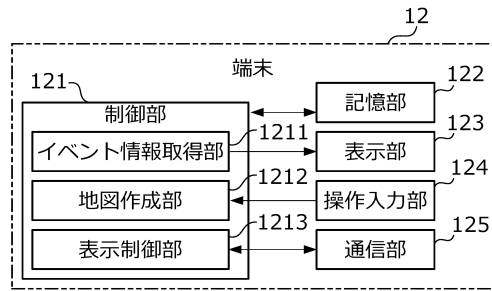 12
端末
121
制御部
122
記憶部
1211
イベント情報取得部
123
表示部
1212
地図作成部
124
操作入力部
1213
表示制御部
125
通信部